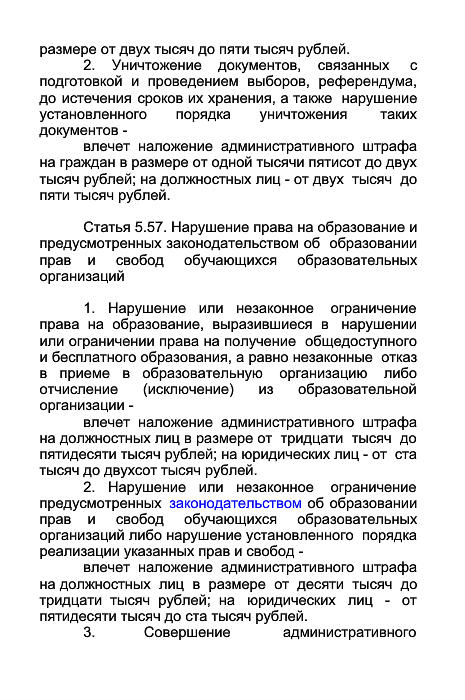 размере от двух тысяч до пяти тысяч рублей.
2. Уничтожение документов, связанных с
подготовкой и проведением выборов, референдума,
до истечения сроков их хранения, а также нарушение
установленного порядка уничтожения таких
документов -
влечет наложение административного штрафа
на граждан в размере от одной тысячи пятисот до двух
тысяч рублей; на должностных лиц - от двух тысяч до
пяти тысяч рублей.
Статья 5.57. Нарушение права на образование и
предусмотренных законодательством об образовании
прав и свобод обучающихся образовательных
организаций
1. Нарушение или незаконное ограничение
права на образование, выразившиеся в нарушении
или ограничении права на получение общедоступного
и бесплатного образования, а равно незаконные отказ
в приеме в образовательную организацию либо
отчисление (исключение) из образовательной
организации -
влечет наложение административного штрафа
на должностных лиц в размере от тридцати тысяч до
пятидесяти тысяч рублей; на юридических лиц - от ста
тысяч до двухсот тысяч рублей.
2. Нарушение или незаконное ограничение
предусмотренных законодательством об образовании
прав и свобод обучающихся образовательных
организаций либо нарушение установленного порядка
реализации указанных прав и свобод -
влечет наложение административного штрафа
на должностных лиц в размере от десяти тысяч до
тридцати тысяч рублей; на юридических лиц - от
пятидесяти тысяч до ста тысяч рублей.
3. Совершение административного